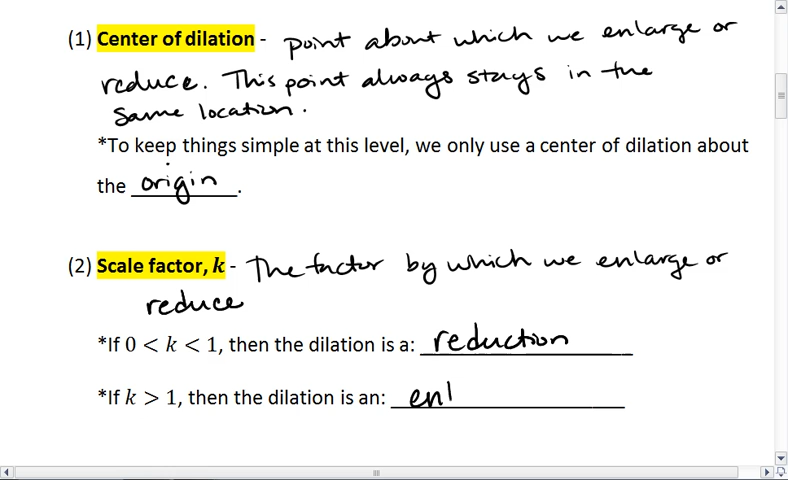 (1) Center of dilation - point about which we enlarge or
reduce. This point always stays in the
same location.
*To keep things simple at this level, we only use a center of dilation about
the origin.
(2) Scale factor, k - The factor by which we enlarge or
reduce
*If 0 < k < 1, then the dilation is a: reduction
*If k > 1, then the dilation is an: enl